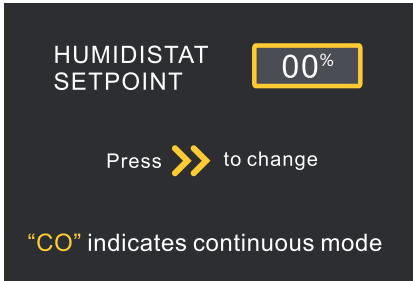 HUMIDISTAT
SETPOINT
00%
Press >> to change
“CO” indicates continuous mode